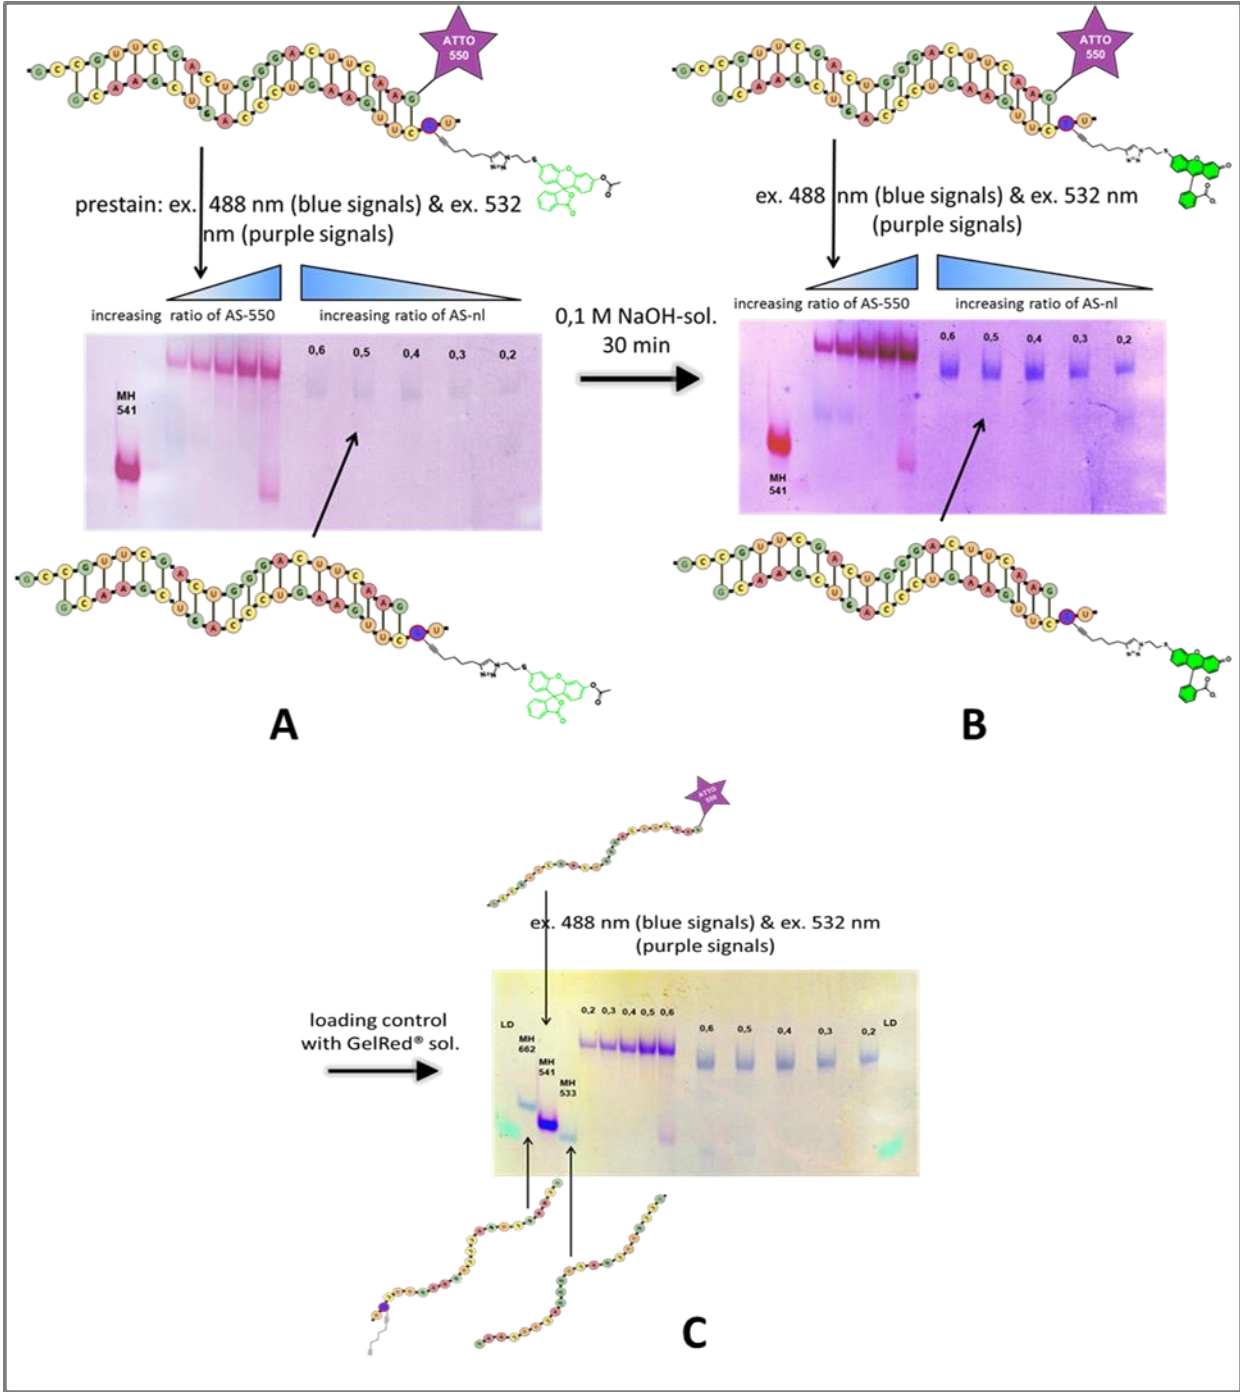 ATTO
550
G C C G U U C G A C U G G G A C U U C A A G
G C A A G C U G A C C C U G A A G U U C U
prestain: ex. 488 nm (blue signals) & ex. 532
nm (purple signals)
increasing ratio of AS-550
increasing ratio of AS-nl
MH
541
0,6 0,5 0,4 0,3 0,2
G C C G U U C G A C U G G G A C U U C A A G
G C A A G C U G A C C C U G A A G U U C U
A
0,1 M NaOH-sol.
30 min
ATTO
550
G C C G U U C G A C U G G G A C U U C A A G
G C A A G C U G A C C C U G A A G U U C U
ex. 488 nm (blue signals) & ex. 532 nm
(purple signals)
increasing ratio of AS-550
increasing ratio of AS-nl
0,6 0,5 0,4 0,3 0,2
MH
541
G C C G U U C G A C U G G G A C U U C A A G
G C A A G C U G A C C C U G A A G U U C U
B
ATTO
550
ex. 488 nm (blue signals) & ex. 532 nm
(purple signals)
loading control
with GelRed® sol.
LD
MH
662
MH
541
MH
533
0,2 0,3 0,4 0,5 0,6
0,6 0,5 0,4 0,3 0,2
LD
C